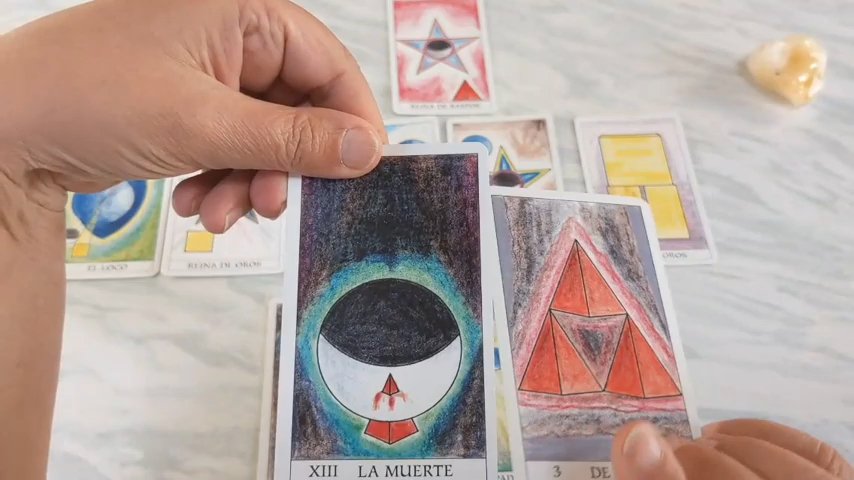 REINA DE BASTOS
EL LOCO
REINA DE OROS
OROS
XIII LA MUERTE
3 DE